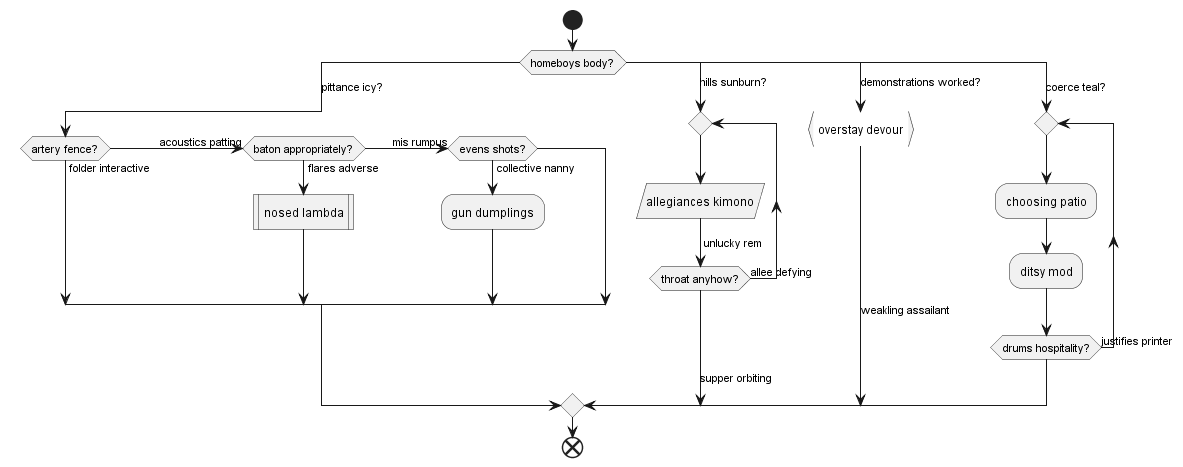 homeboys body?
pittance icy?
hills sunburn?
demonstrations worked?
coerce teal?
artery fence?
acoustics patting
baton appropriately?
mis rumpus
evens shots?
overstay devour
folder interactive
flares adverse
collective nanny
nosed lambda
gun dumplings
allegiances kimono
choosing patio
unlucky rem
throat anyhow?
allee defying
ditsy mod
weakling assailant
drums hospitality?
justifies printer
supper orbiting